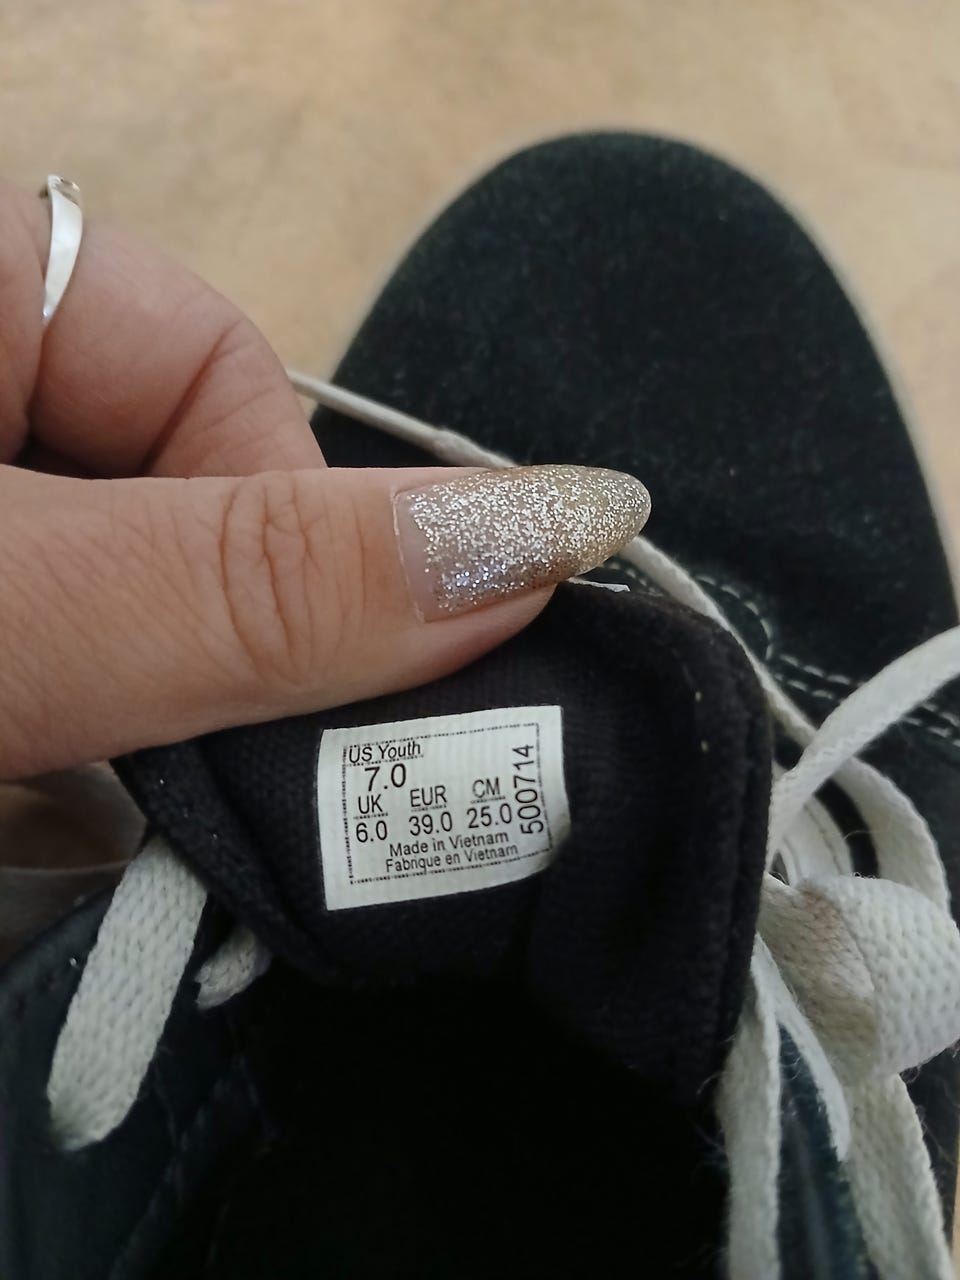 US Youth
7.0
UK EUR CM
6.0 39.0 25.0
Made in Vietnam
Fabrique en Vietnam
500714